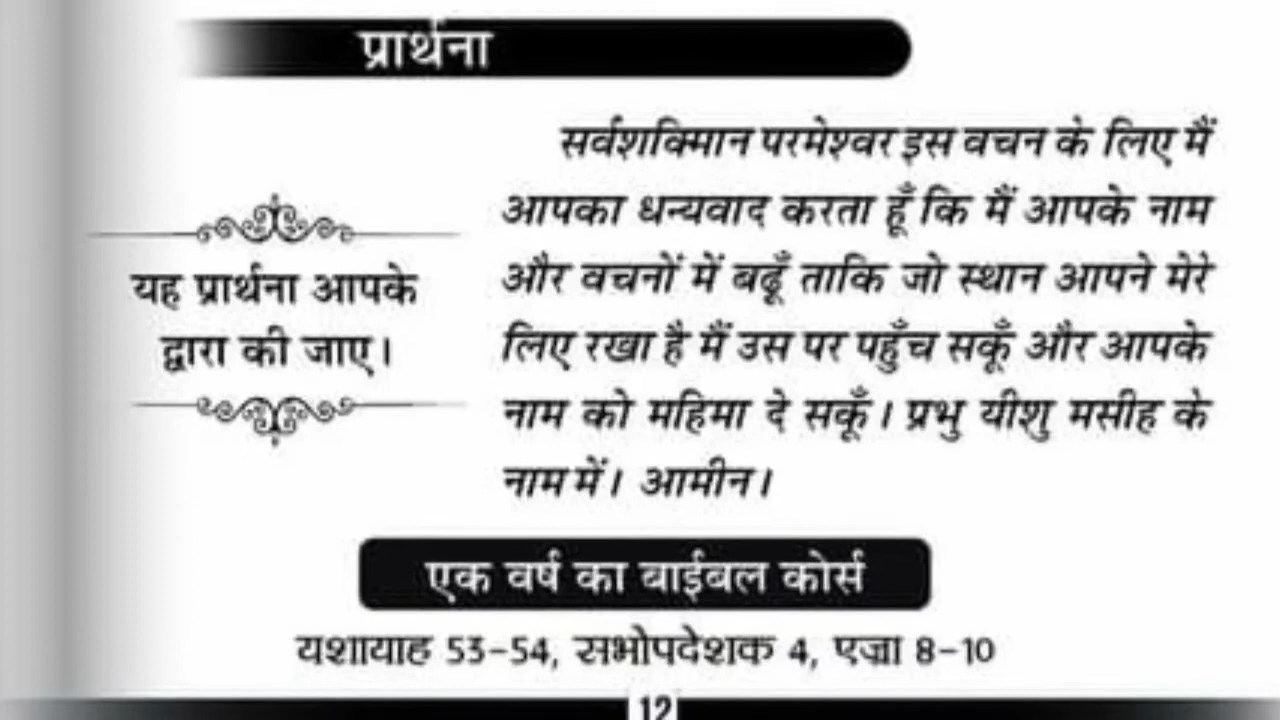 प्रार्थना
यह प्रार्थना आपके
द्वारा की जाए।
सर्वशक्मिान परमेश्वर इस वचन के लिए मैं
आपका धन्यवाद करता हूँ कि मैं आपके नाम
और वचनों में बढ़ूँ ताकि जो स्थान आपने मेरे
लिए रखा है मैं उस पर पहुँच सकूँ और आपके
नाम को महिमा दे सकूँ। प्रभु यीशु मसीह के
नाम में। आमीन।
एक वर्ष का बाईबल कोर्स
यशायाह 53-54, सभोपदेशक 4, एज्रा 8-10
12